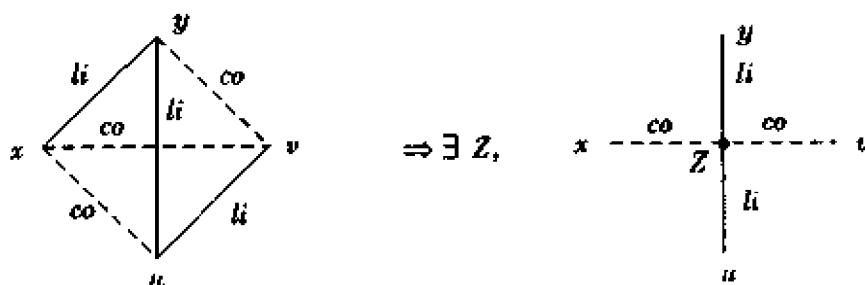 y y
li co li
li
x co v ⇒ ∃ Z, x co co
Z
co li li
u